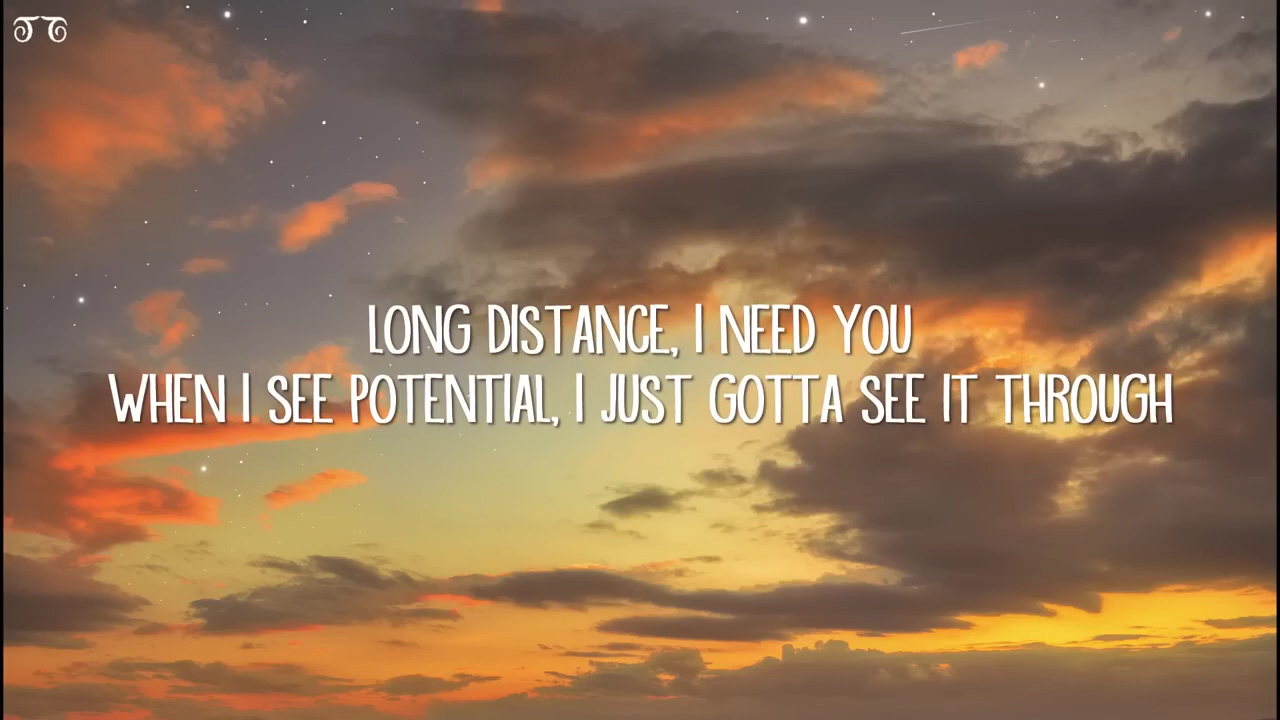 LONG DISTANCE, I NEED YOU
WHEN I SEE POTENTIAL, I JUST GOTTA SEE IT THROUGH